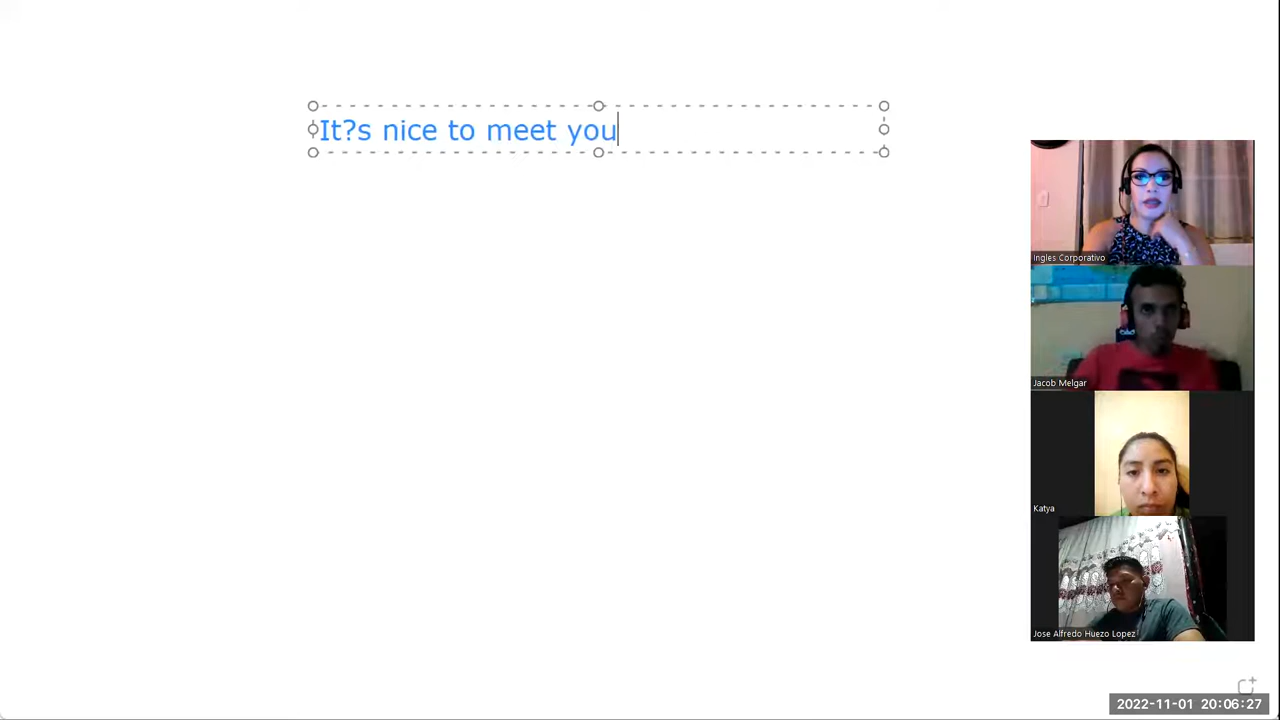 It?s nice to meet you
Ingles Corporativo
Jacob Melgar
Katya
Jose Alfredo Huezo Lopez
2022-11-01 20:06:27